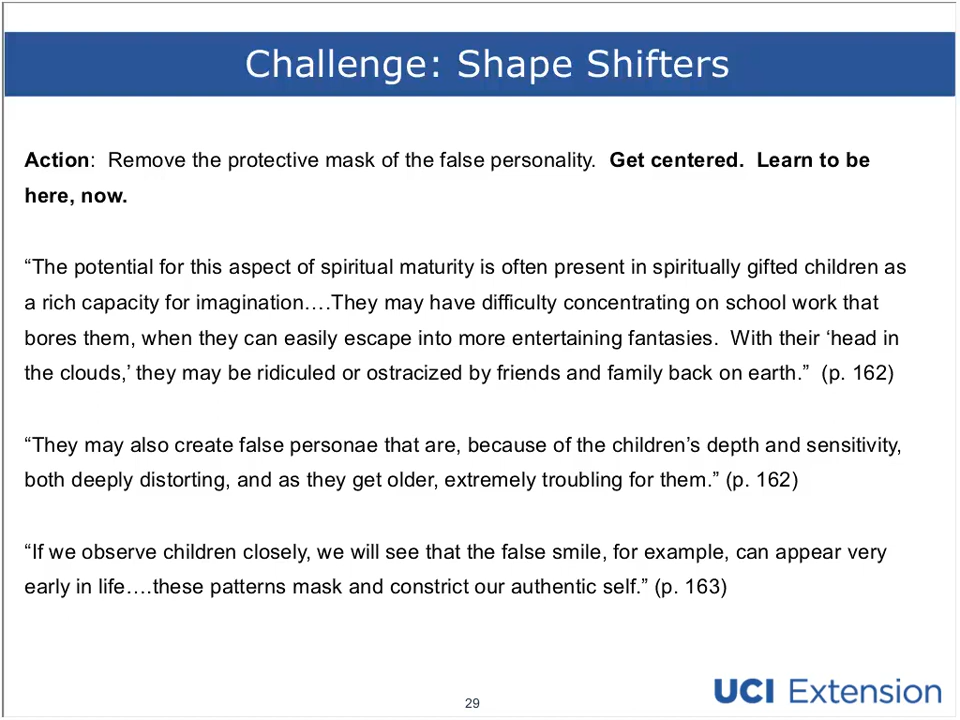 Challenge: Shape Shifters
Action:  Remove the protective mask of the false personality.  Get centered.  Learn to be
here, now.
“The potential for this aspect of spiritual maturity is often present in spiritually gifted children as
a rich capacity for imagination….They may have difficulty concentrating on school work that
bores them, when they can easily escape into more entertaining fantasies.  With their ‘head in
the clouds,’ they may be ridiculed or ostracized by friends and family back on earth.”  (p. 162)
“They may also create false personae that are, because of the children’s depth and sensitivity,
both deeply distorting, and as they get older, extremely troubling for them.” (p. 162)
“If we observe children closely, we will see that the false smile, for example, can appear very
early in life….these patterns mask and constrict our authentic self.” (p. 163)
29
UCI Extension